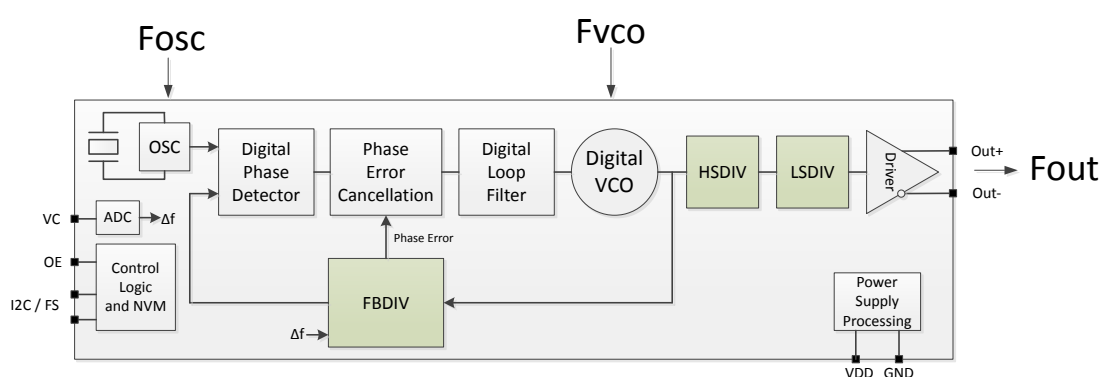 Fosc
Fvco
OSC
Digital
Phase
Detector
Phase
Error
Cancellation
Digital
Loop
Filter
Digital
VCO
HSDIV
LSDIV
Driver
Out+
Out-
Fout
VC
ADC
Δf
Phase Error
OE
I2C / FS
Control
Logic
and NVM
FBDIV
Δf
Power
Supply
Processing
VDD
GND